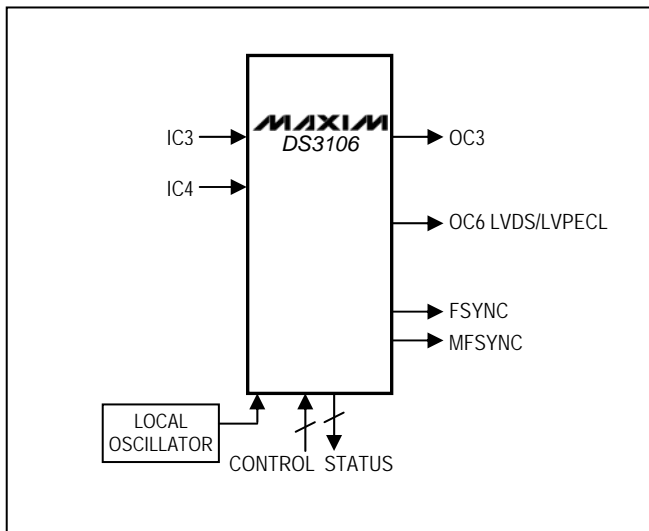 MAXIM
DS3106
IC3
OC3
IC4
OC6 LVDS/LVPECL
FSYNC
MFSYNC
LOCAL
OSCILLATOR
CONTROL STATUS